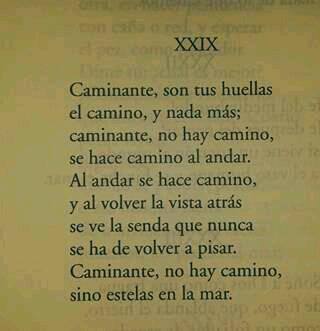 XXIX
Caminante, son tus huellas
el camino, y nada más;
caminante, no hay camino,
se hace camino al andar.
Al andar se hace camino,
y al volver la vista atrás
se ve la senda que nunca
se ha de volver a pisar.
Caminante, no hay camino,
sino estelas en la mar.